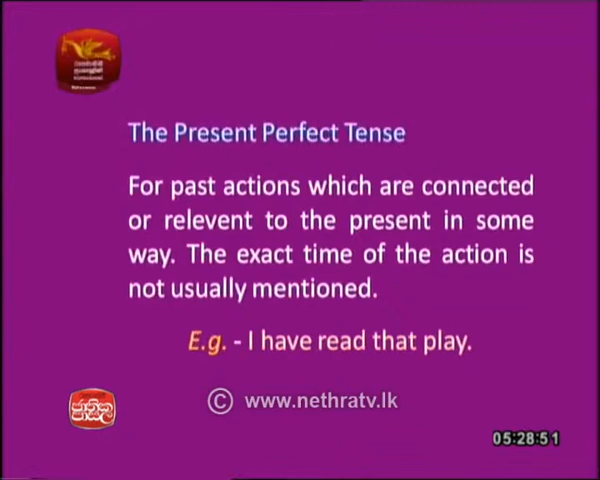 The Present Perfect Tense
For past actions which are connected
or relevent to the present in some
way. The exact time of the action is
not usually mentioned.
E.g. - I have read that play.
© www.nethratv.lk
05:28:51